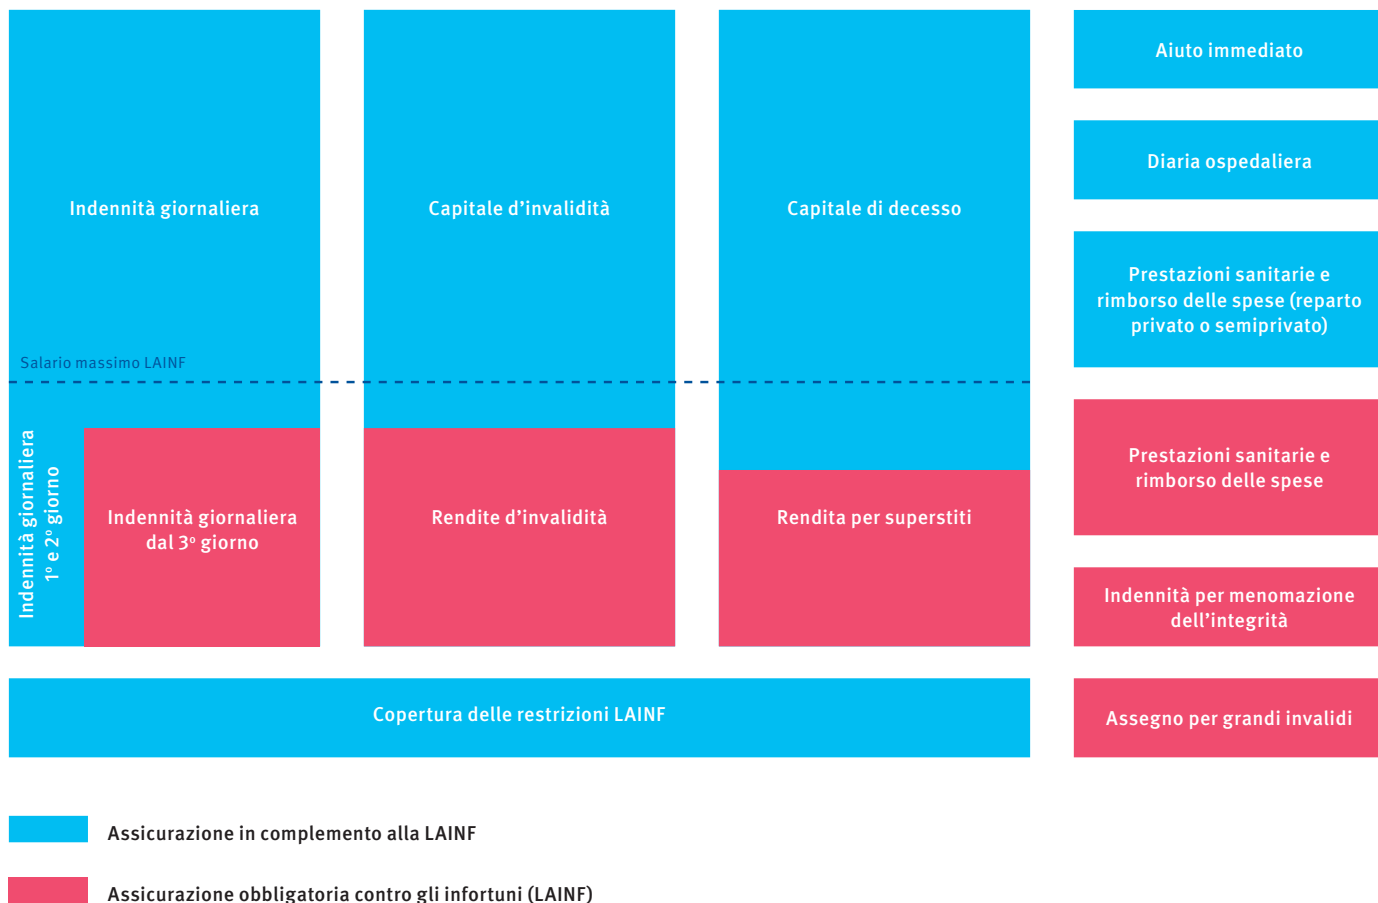 Indennità giornaliera
Capitale d’invalidità
Capitale di decesso
Aiuto immediato
Diaria ospedaliera
Prestazioni sanitarie e
rimborso delle spese (reparto
privato o semiprivato)
Salario massimo LAINF
Indennità giornaliera
1º e 2º giorno
Indennità giornaliera
dal 3º giorno
Rendite d’invalidità
Rendita per superstiti
Prestazioni sanitarie e
rimborso delle spese
Indennità per menomazione
dell’integrità
Copertura delle restrizioni LAINF
Assegno per grandi invalidi
Assicurazione in complemento alla LAINF
Assicurazione obbligatoria contro gli infortuni (LAINF)